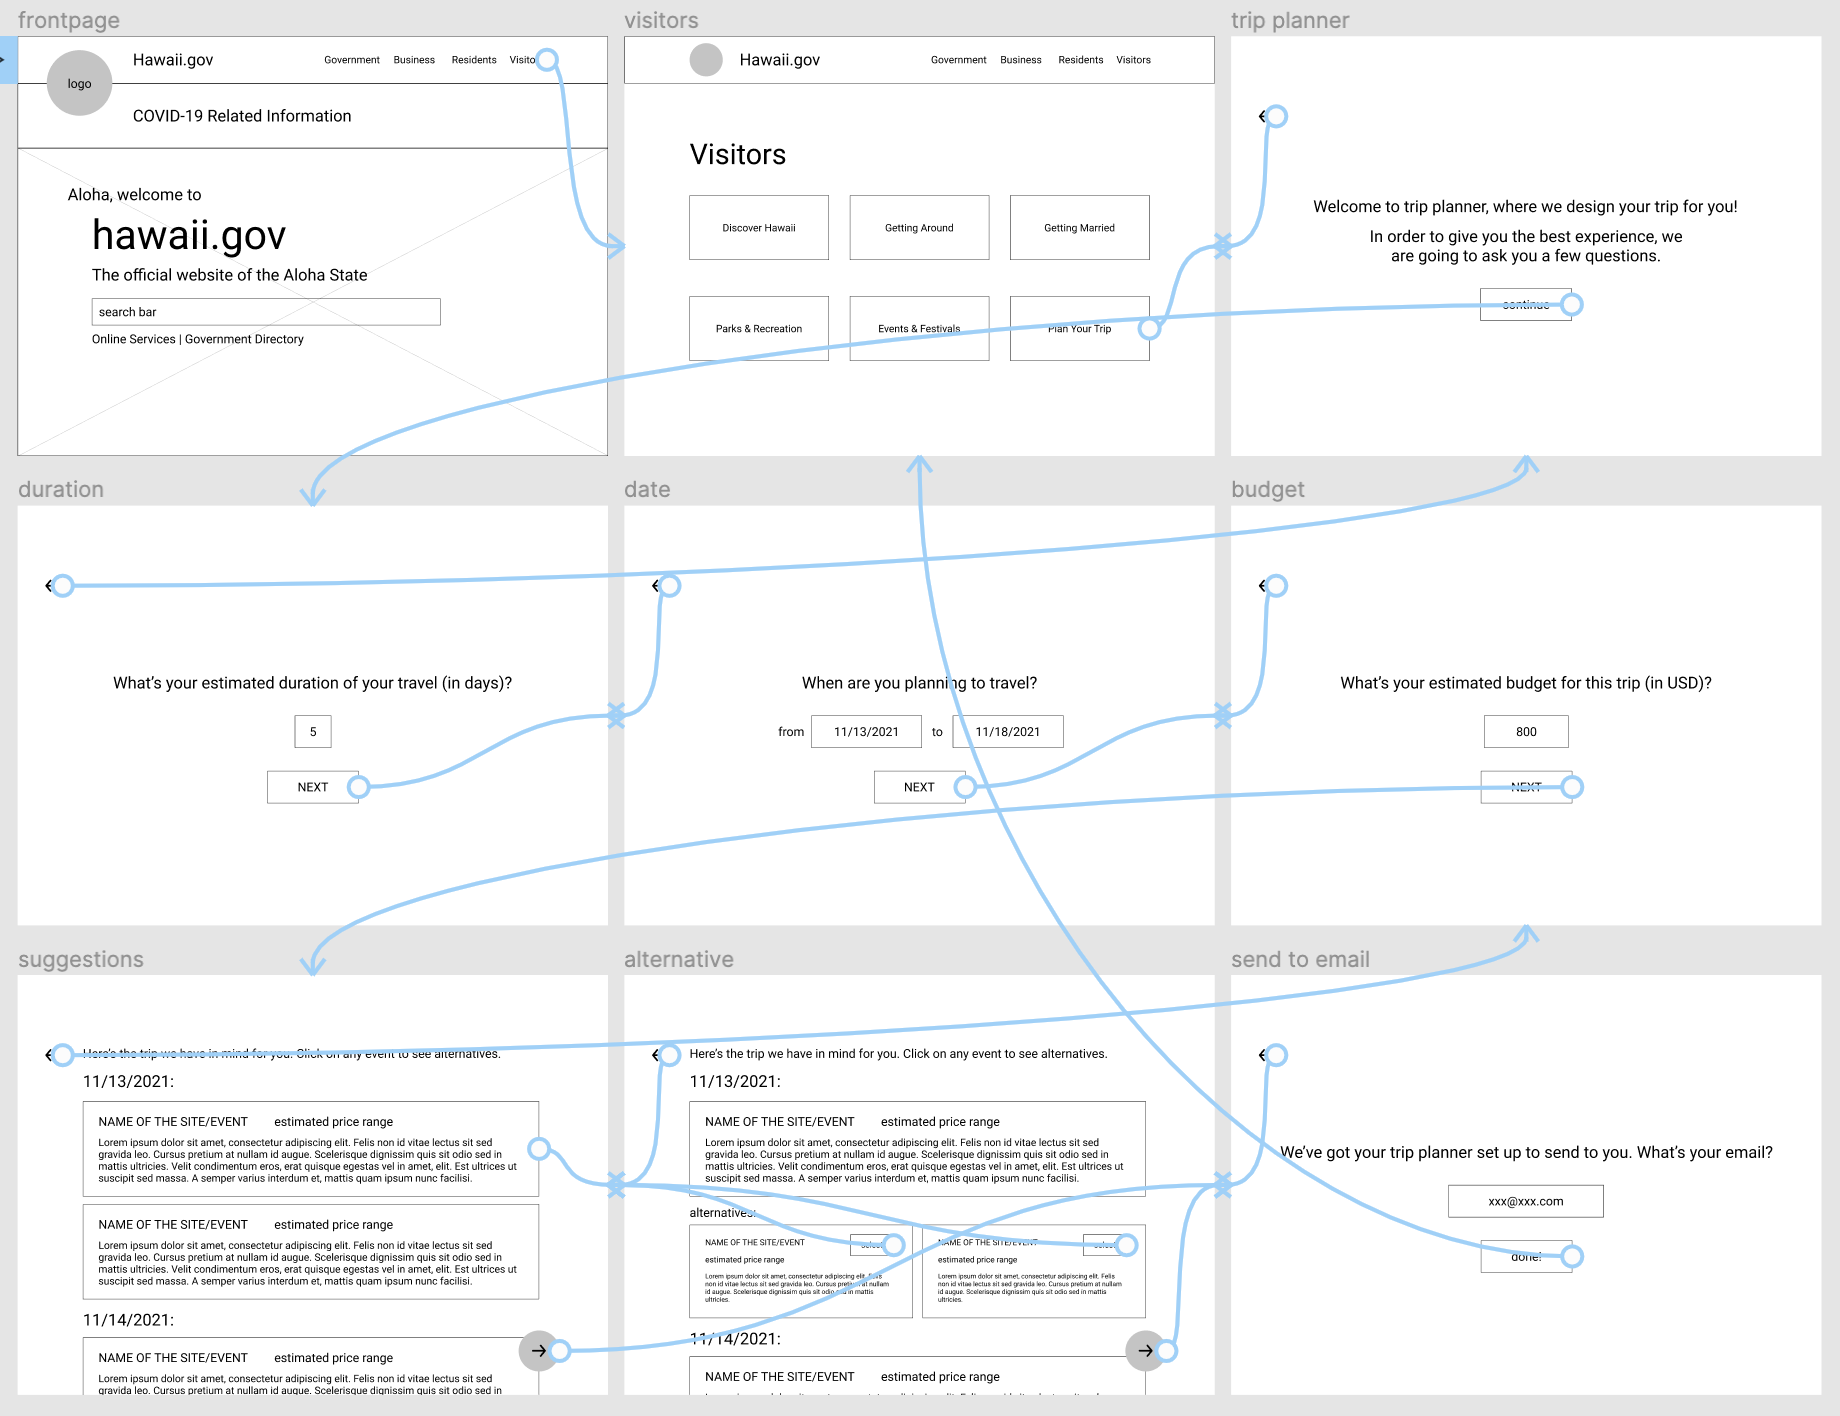 frontpage
logo
Hawaii.gov
Government Business Residents
COVID-19 Related Information
Aloha, welcome to
hawaii.gov
The official website of the Aloha State
search bar
Online Services | Government Directory
visitors
Hawaii.gov
Government Business Residents Visitors
Visitors
Discover Hawaii
Getting Around
Getting Married
Parks & Recreation
Events & Festivals
Plan Your Trip
trip planner
Welcome to trip planner, where we design your trip for you!
In order to give you the best experience, we
are going to ask you a few questions.
continue
duration
What's your estimated duration of your travel (in days)?
5
NEXT
date
When are you planning to travel?
from 11/13/2021 to 11/18/2021
NEXT
budget
What's your estimated budget for this trip (in USD)?
800
NEXT
suggestions
Here's the trip we have in mind for you. Click on any event to see alternatives.
11/13/2021:
NAME OF THE SITE/EVENT estimated price range
Lorem ipsum dolor sit amet, consectetur adipiscing elit. Felis non id vitae lectus sit sed
gravida leo. Cursus pretium at nullam id augue. Scelerisque dignissim quis sit odio sed in
mattis ultricies. Velit condimentum eros, erat quisque egestas vel in amet, elit. Est ultrices ut
suscipit sed massa. A semper varius interdum et, mattis quam ipsum nunc facilisi.
NAME OF THE SITE/EVENT estimated price range
Lorem ipsum dolor sit amet, consectetur adipiscing elit. Felis non id vitae lectus sit sed
gravida leo. Cursus pretium at nullam id augue. Scelerisque dignissim quis sit odio sed in
mattis ultricies. Velit condimentum eros, erat quisque egestas vel in amet, elit. Est ultrices ut
suscipit sed massa. A semper varius interdum et, mattis quam ipsum nunc facilisi.
11/14/2021:
NAME OF THE SITE/EVENT estimated price range
Lorem ipsum dolor sit amet, consectetur adipiscing elit. Felis non id vitae lectus sit sed
gravida leo. Cursus pretium at nullam id augue. Scelerisque dignissim quis sit odio sed in
alternative
Here's the trip we have in mind for you. Click on any event to see alternatives.
11/13/2021:
NAME OF THE SITE/EVENT estimated price range
Lorem ipsum dolor sit amet, consectetur adipiscing elit. Felis non id vitae lectus sit sed
gravida leo. Cursus pretium at nullam id augue. Scelerisque dignissim quis sit odio sed in
mattis ultricies. Velit condimentum eros, erat quisque egestas vel in amet, elit. Est ultrices ut
suscipit sed massa. A semper varius interdum et, mattis quam ipsum nunc facilisi.
alternatives:
NAME OF THE SITE/EVENT
estimated price range
Lorem ipsum dolor sit amet, consectetur adipiscing elit. Felis
non id vitae lectus sit sed gravida leo. Cursus pretium at nullam
id augue. Scelerisque dignissim quis sit odio sed in mattis
ultricies.
NAME OF THE SITE/EVENT
estimated price range
Lorem ipsum dolor sit amet, consectetur adipiscing elit. Felis
non id vitae lectus sit sed gravida leo. Cursus pretium at nullam
id augue. Scelerisque dignissim quis sit odio sed in mattis
ultricies.
11/14/2021:
NAME OF THE SITE/EVENT estimated price range
send to email
We've got your trip planner set up to send to you. What's your email?
xxx@xxx.com
done!